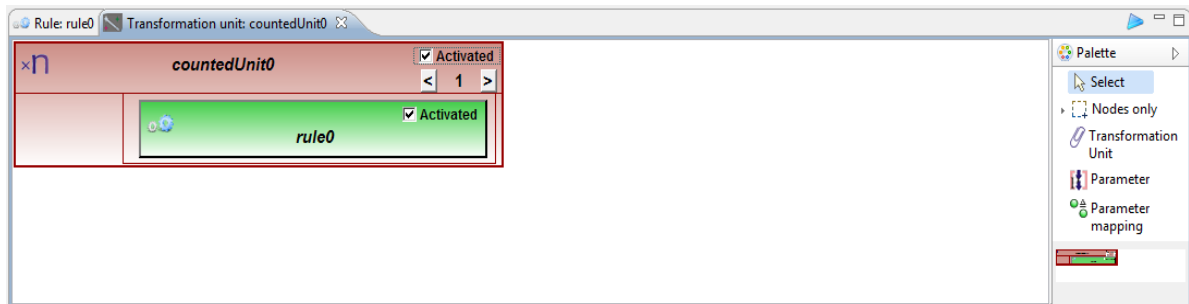 Rule: rule0 Transformation unit: countedUnit0
×n countedUnit0 Activated
< 1 >
Activated
rule0
Palette
Select
Nodes only
Transformation
Unit
Parameter
Parameter
mapping